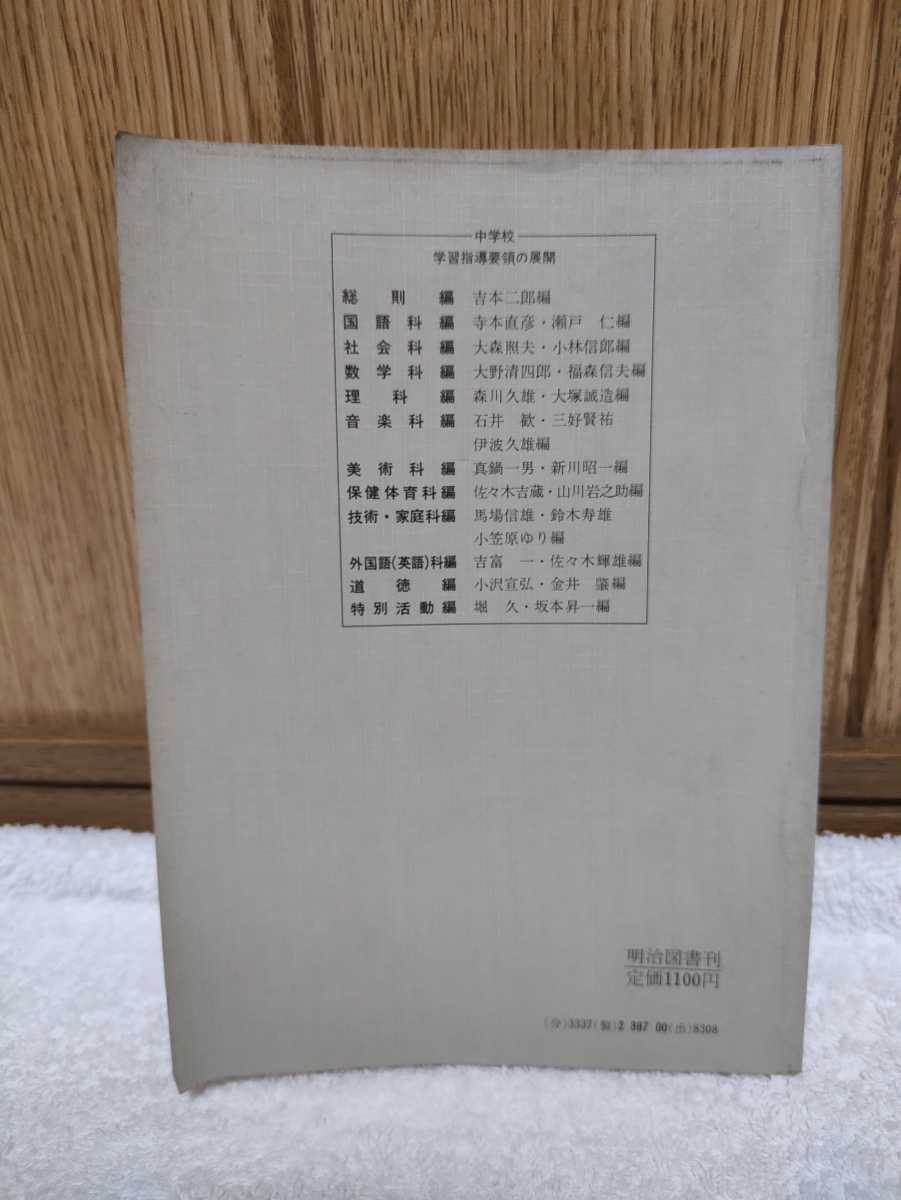 中学校
学習指導要領の展開
総則編 吉本二郎編
国語科編 寺本直彦・瀬戸 仁編
社会科編 大森照夫・小林信郎編
数学科編 大野清四郎・福森信夫編
理科編 森川久雄・大塚誠造編
音楽科編 石井 歓・三好賢祐
伊波久雄編
美術科編 真鍋一男・新川昭一編
保健体育科編 佐々木吉蔵・山川岩之助編
技術・家庭科編 馬場信雄・鈴木寿雄
小笠原ゆり編
外国語(英語)科編 吉富 一・佐々木輝雄編
道徳編 小沢宣弘・金井 肇編
特別活動編 堀 久・坂本昇一編
明治図書刊
定価1100円
(分)3337(製)2 387 00(出)8308